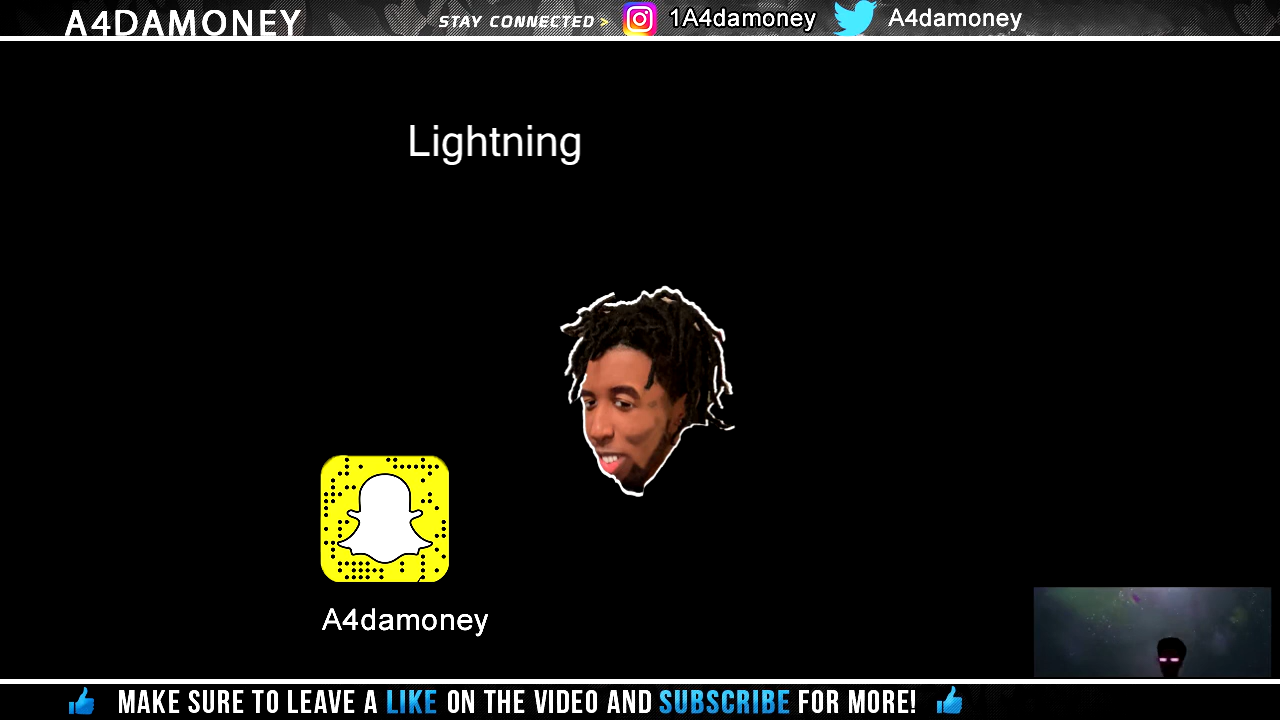 A4DAMONEY STAY CONNECTED > 1A4damoney A4damoney
Lightning
A4damoney
MAKE SURE TO LEAVE A LIKE ON THE VIDEO AND SUBSCRIBE FOR MORE!